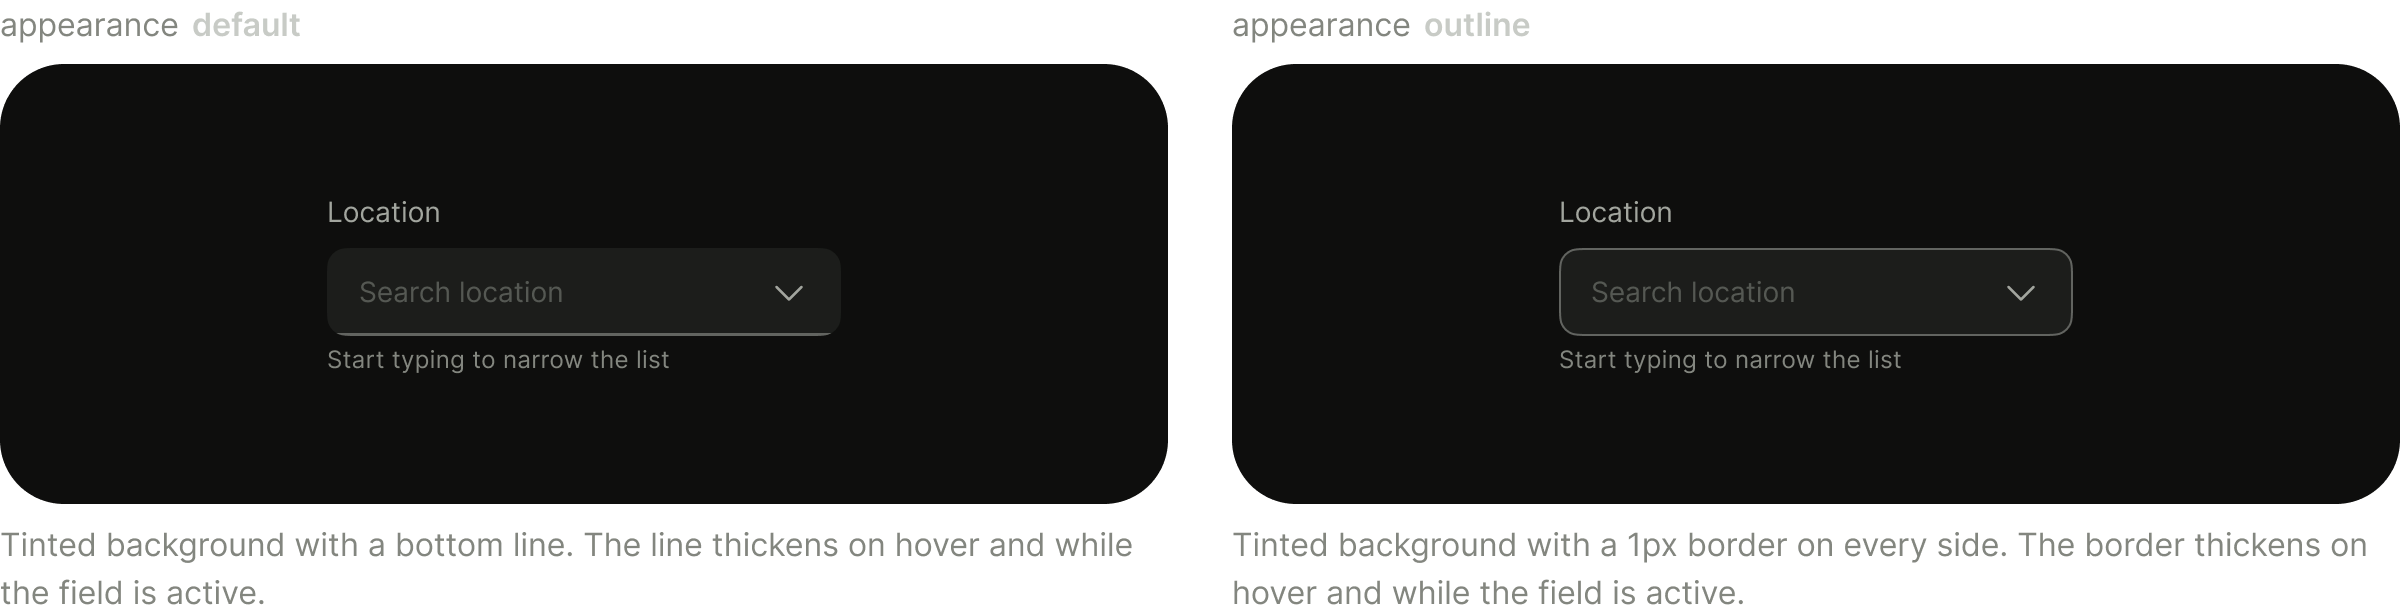 appearance default
Location
Search location
Start typing to narrow the list
Tinted background with a bottom line. The line thickens on hover and while
the field is active.
appearance outline
Location
Search location
Start typing to narrow the list
Tinted background with a 1px border on every side. The border thickens on
hover and while the field is active.